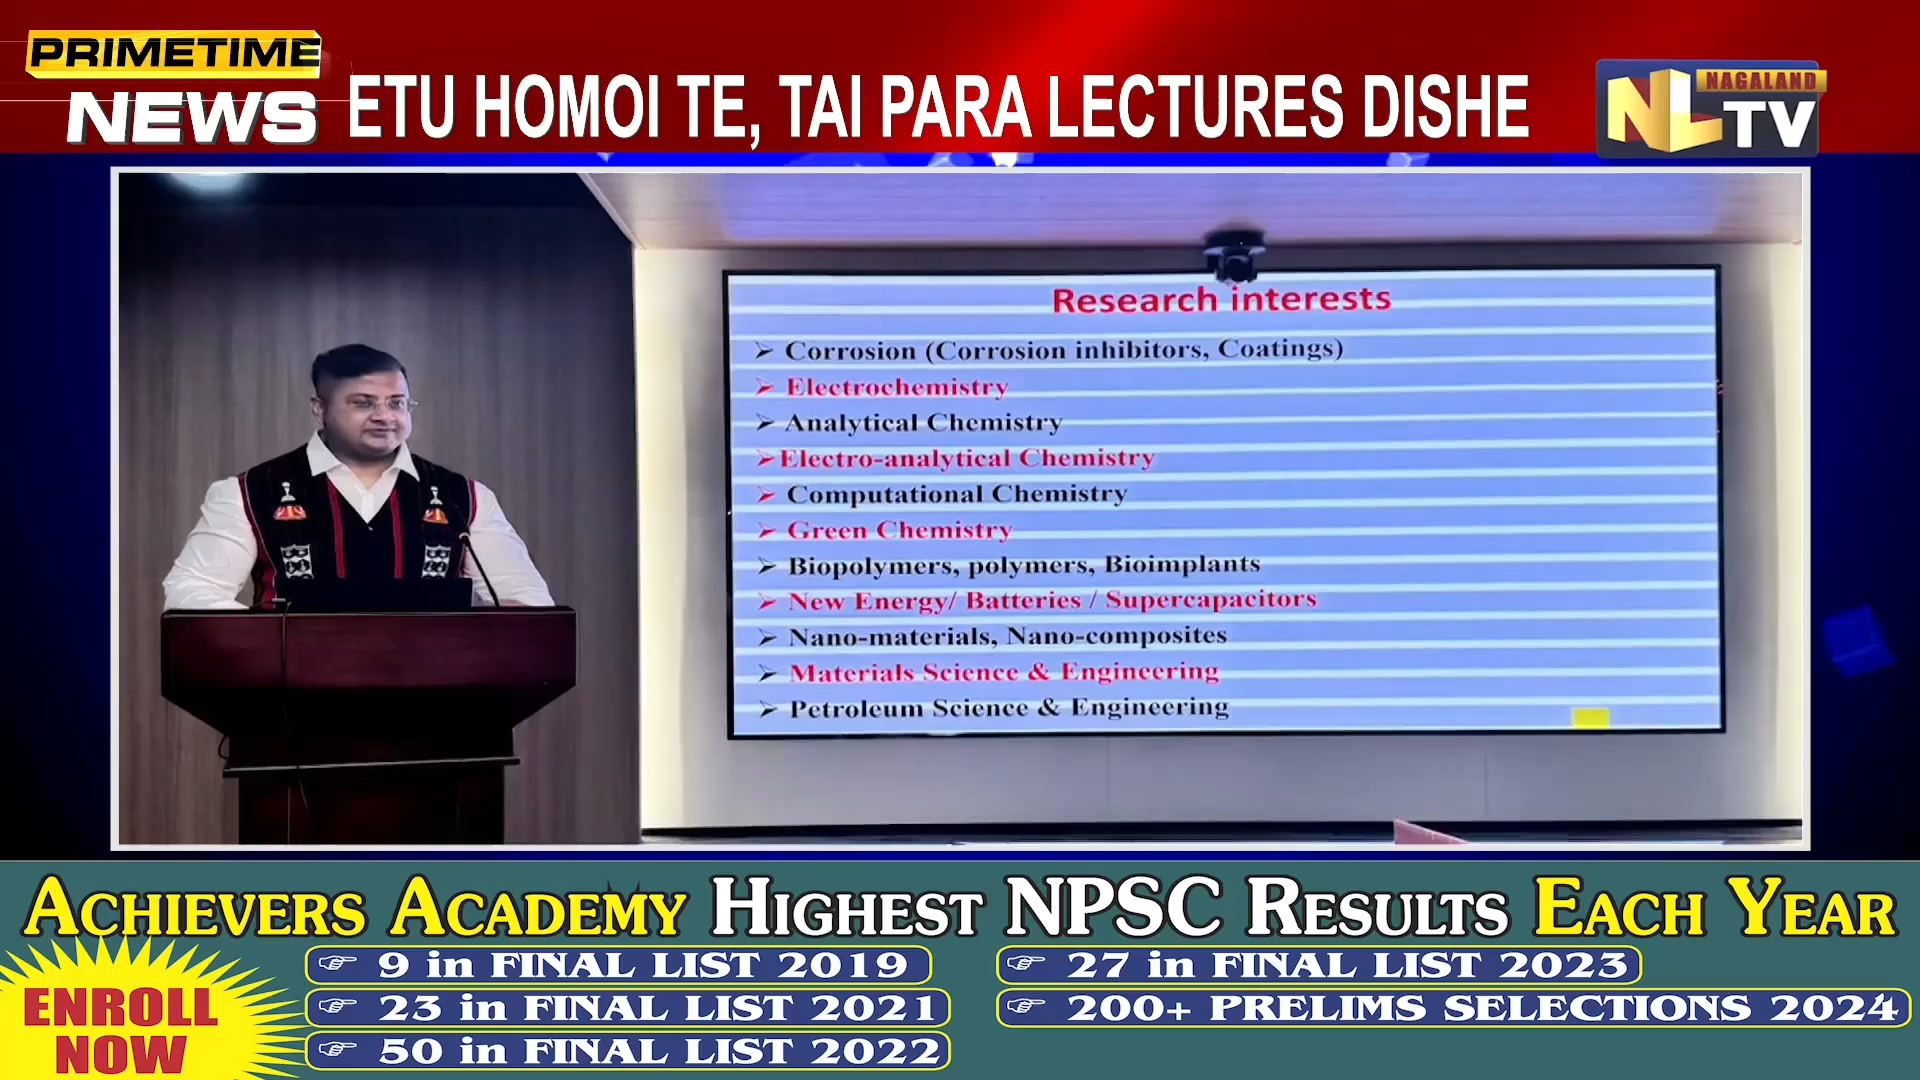 PRIMETIME
NEWS
ETU HOMOI TE, TAI PARA LECTURES DISHE
NAGALAND
NLTV
Research interests
➢ Corrosion (Corrosion inhibitors, Coatings)
➢ Electrochemistry
➢ Analytical Chemistry
➢Electro-analytical Chemistry
➢ Computational Chemistry
➢ Green Chemistry
➢ Biopolymers, polymers, Bioimplants
➢ New Energy/ Batteries / Supercapacitors
➢ Nano-materials, Nano-composites
➢ Materials Science & Engineering
➢ Petroleum Science & Engineering
ACHIEVERS ACADEMY HIGHEST NPSC RESULTS EACH YEAR
ENROLL
NOW
☞ 9 in FINAL LIST 2019
☞ 23 in FINAL LIST 2021
☞ 50 in FINAL LIST 2022
☞ 27 in FINAL LIST 2023
☞ 200+ PRELIMS SELECTIONS 2024